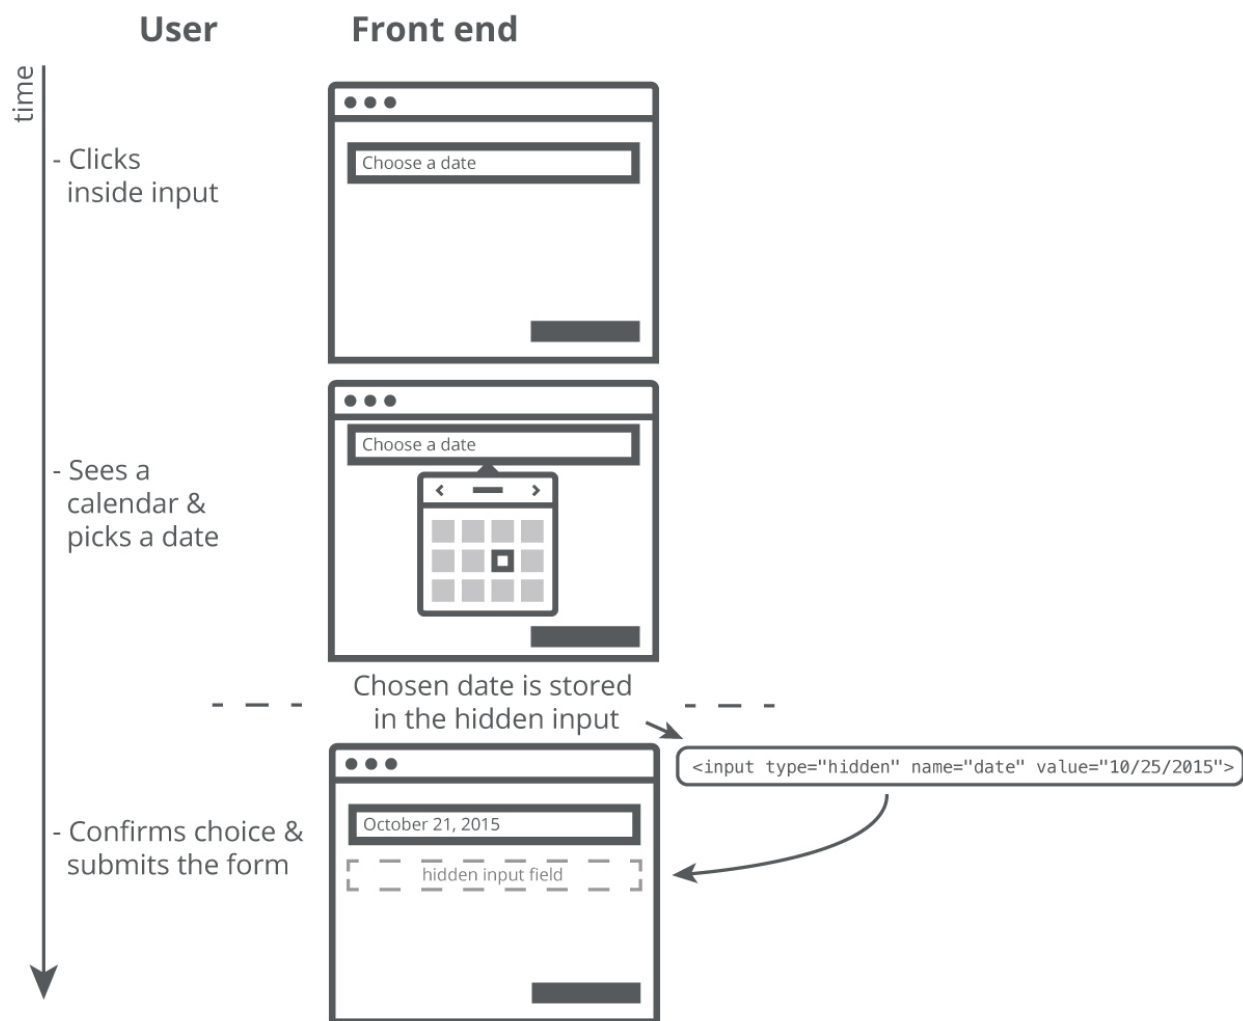 User
Front end
time
- Clicks
inside input
Choose a date
- Sees a
calendar &
picks a date
Choose a date
Chosen date is stored
in the hidden input
<input type="hidden" name="date" value="10/25/2015">
- Confirms choice &
submits the form
October 21, 2015
hidden input field